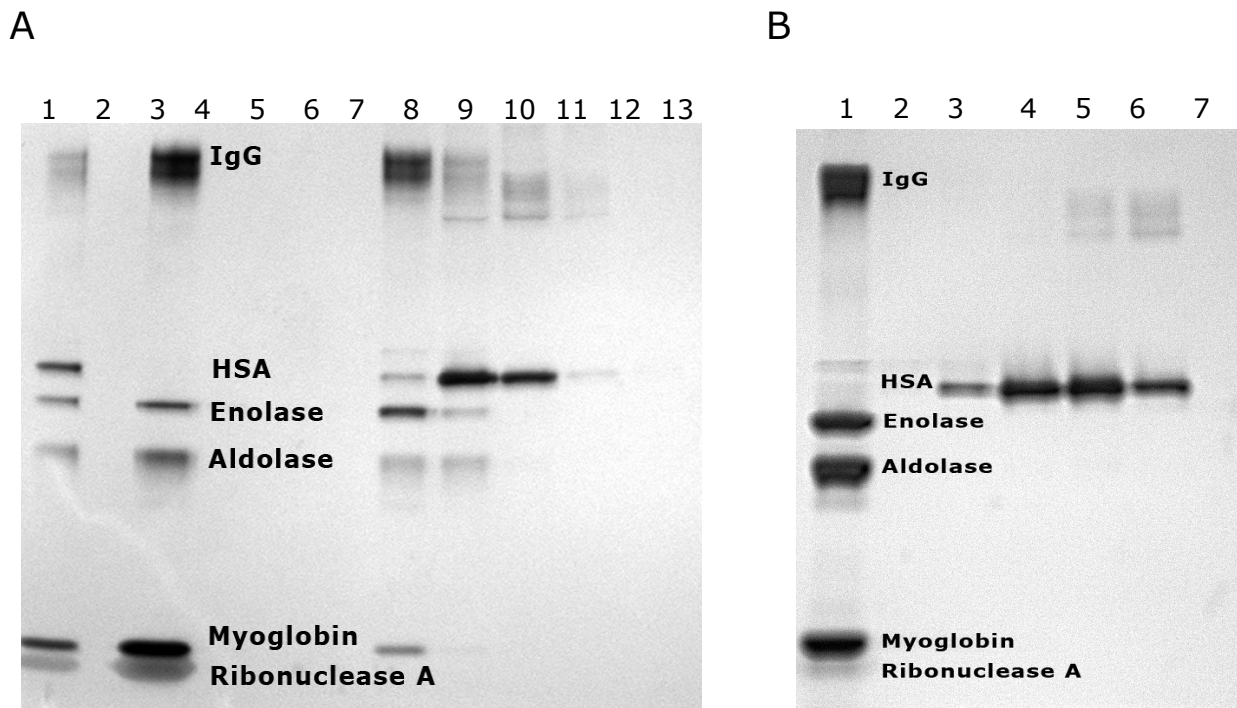 A
B
1 2 3 4 5 6 7 8 9 10 11 12 13
1 2 3 4 5 6 7
IgG
HSA
Enolase
Aldolase
Myoglobin
Ribonuclease A
IgG
HSA
Enolase
Aldolase
Myoglobin
Ribonuclease A